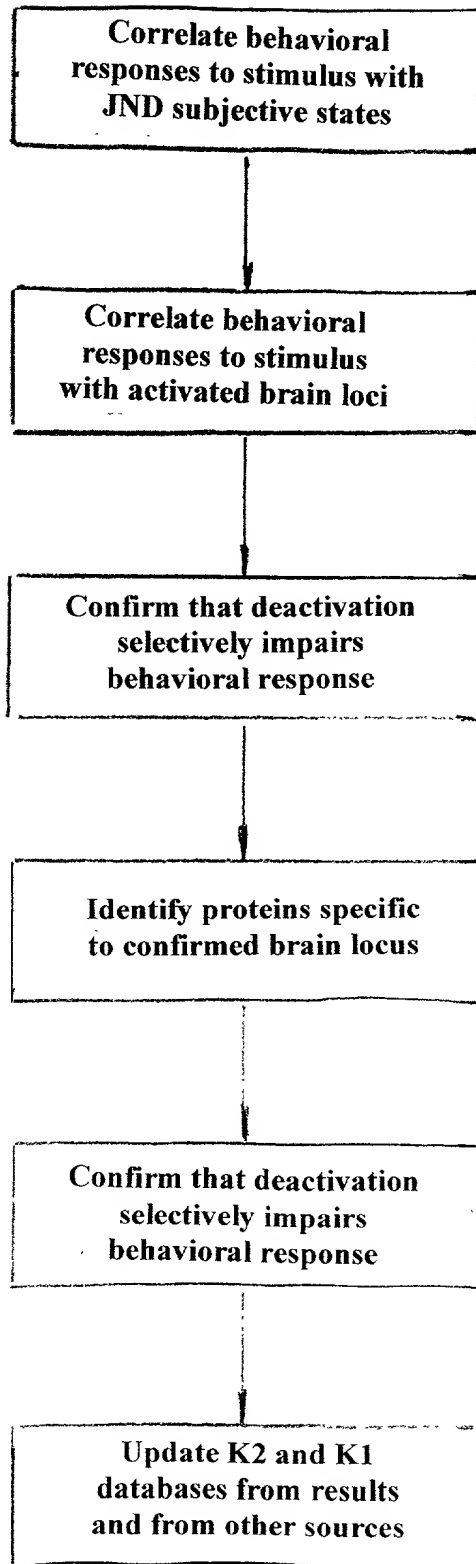 Correlate behavioral
responses to stimulus with
JND subjective states
Correlate behavioral
responses to stimulus
with activated brain loci
Confirm that deactivation
selectively impairs
behavioral response
Identify proteins specific
to confirmed brain locus
Confirm that deactivation
selectively impairs
behavioral response
Update K2 and K1
databases from results
and from other sources